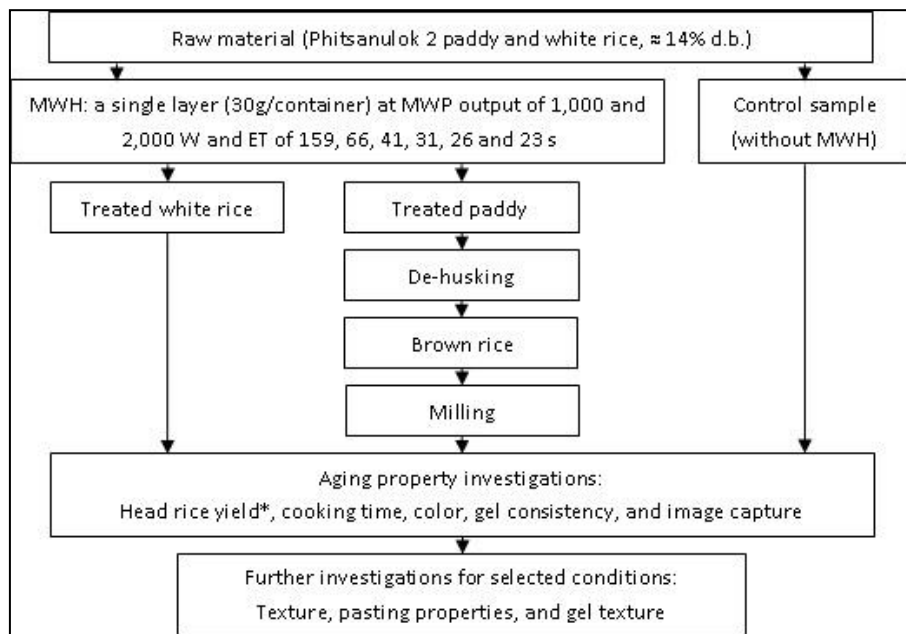 Raw material (Phitsanulok 2 paddy and white rice, ≈ 14% d.b.)
MWH: a single layer (30g/container) at MWP output of 1,000 and
2,000 W and ET of 159, 66, 41, 31, 26 and 23 s
Control sample
(without MWH)
Treated white rice
Treated paddy
De-husking
Brown rice
Milling
Aging property investigations:
Head rice yield*, cooking time, color, gel consistency, and image capture
Further investigations for selected conditions:
Texture, pasting properties, and gel texture